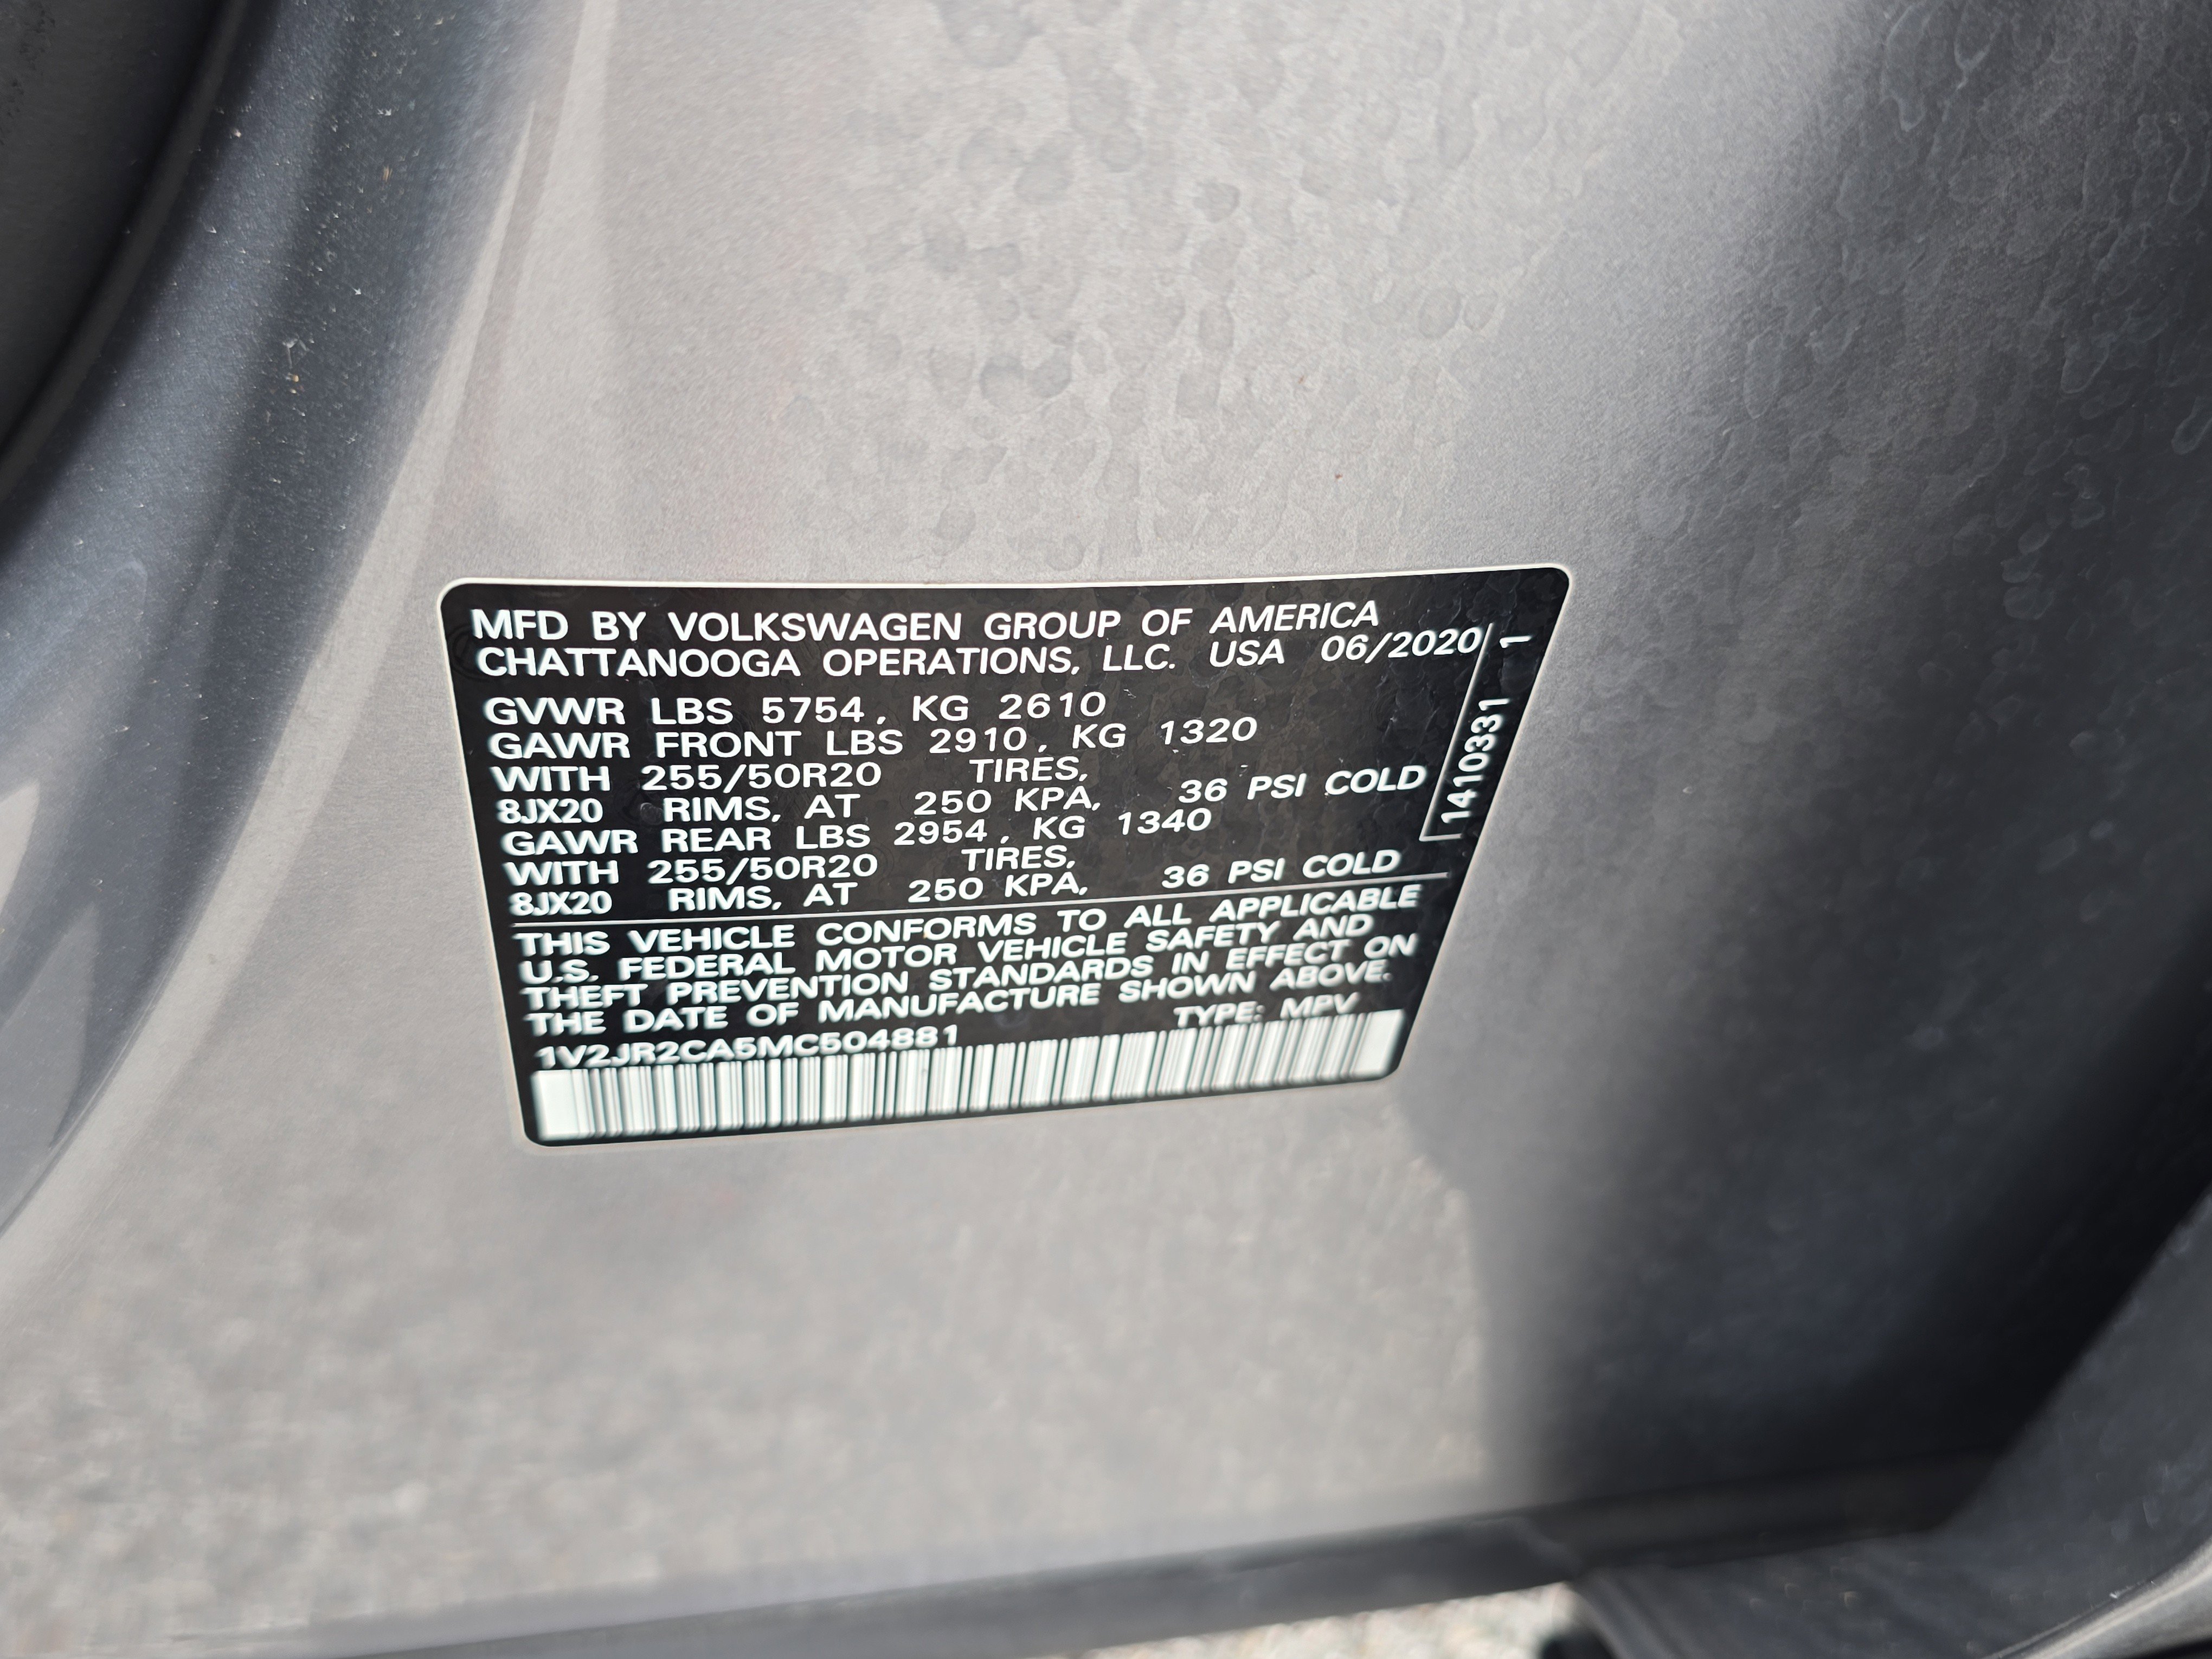 MFD BY VOLKSWAGEN GROUP OF AMERICA
CHATTANOOGA OPERATIONS, LLC. USA 06/2020
GVWR LBS 5754, KG 2610
GAWR FRONT LBS 2910, KG 1320
WITH 255/50R20 TIRES,
8JX20 RIMS, AT 250 KPA, 36 PSI COLD
GAWR REAR LBS 2954, KG 1340
WITH 255/50R20 TIRES,
8JX20 RIMS, AT 250 KPA, 36 PSI COLD
THIS VEHICLE CONFORMS TO ALL APPLICABLE
U.S. FEDERAL MOTOR VEHICLE SAFETY AND
THEFT PREVENTION STANDARDS IN EFFECT ON
THE DATE OF MANUFACTURE SHOWN ABOVE.
1V2JR2CA5MC504881 TYPE: MPV
1410331 1